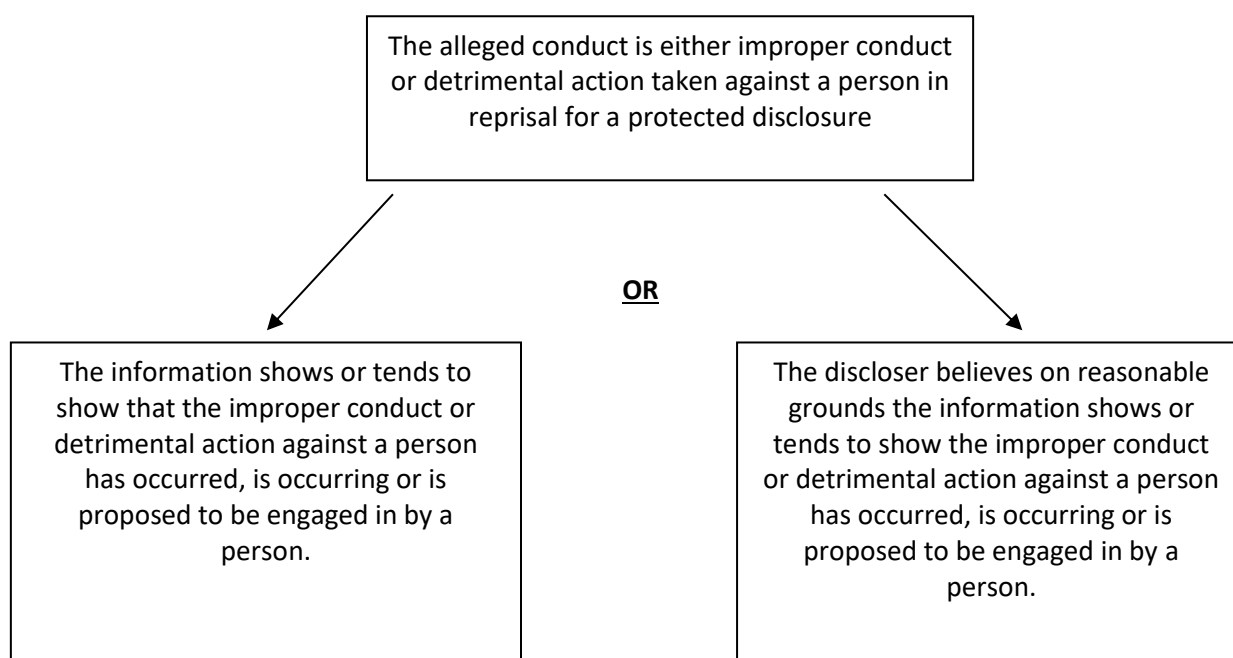 The alleged conduct is either improper conduct
or detrimental action taken against a person in
reprisal for a protected disclosure
OR
The information shows or tends to
show that the improper conduct or
detrimental action against a person
has occurred, is occurring or is
proposed to be engaged in by a
person.
The discloser believes on reasonable
grounds the information shows or
tends to show the improper conduct
or detrimental action against a person
has occurred, is occurring or is
proposed to be engaged in by a
person.